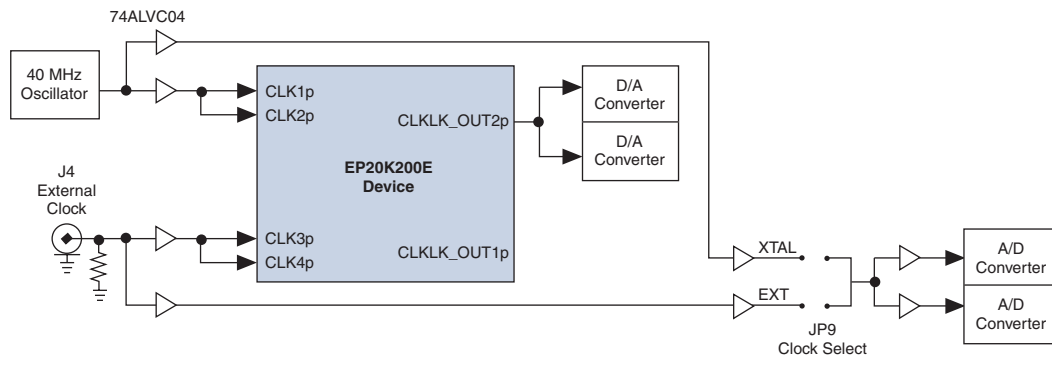 74ALVC04
40 MHz
Oscillator
CLK1p
CLK2p
CLKLK_OUT2p
D/A
Converter
D/A
Converter
EP20K200E
Device
J4
External
Clock
CLK3p
CLK4p
CLKLK_OUT1p
XTAL
EXT
JP9
Clock Select
A/D
Converter
A/D
Converter